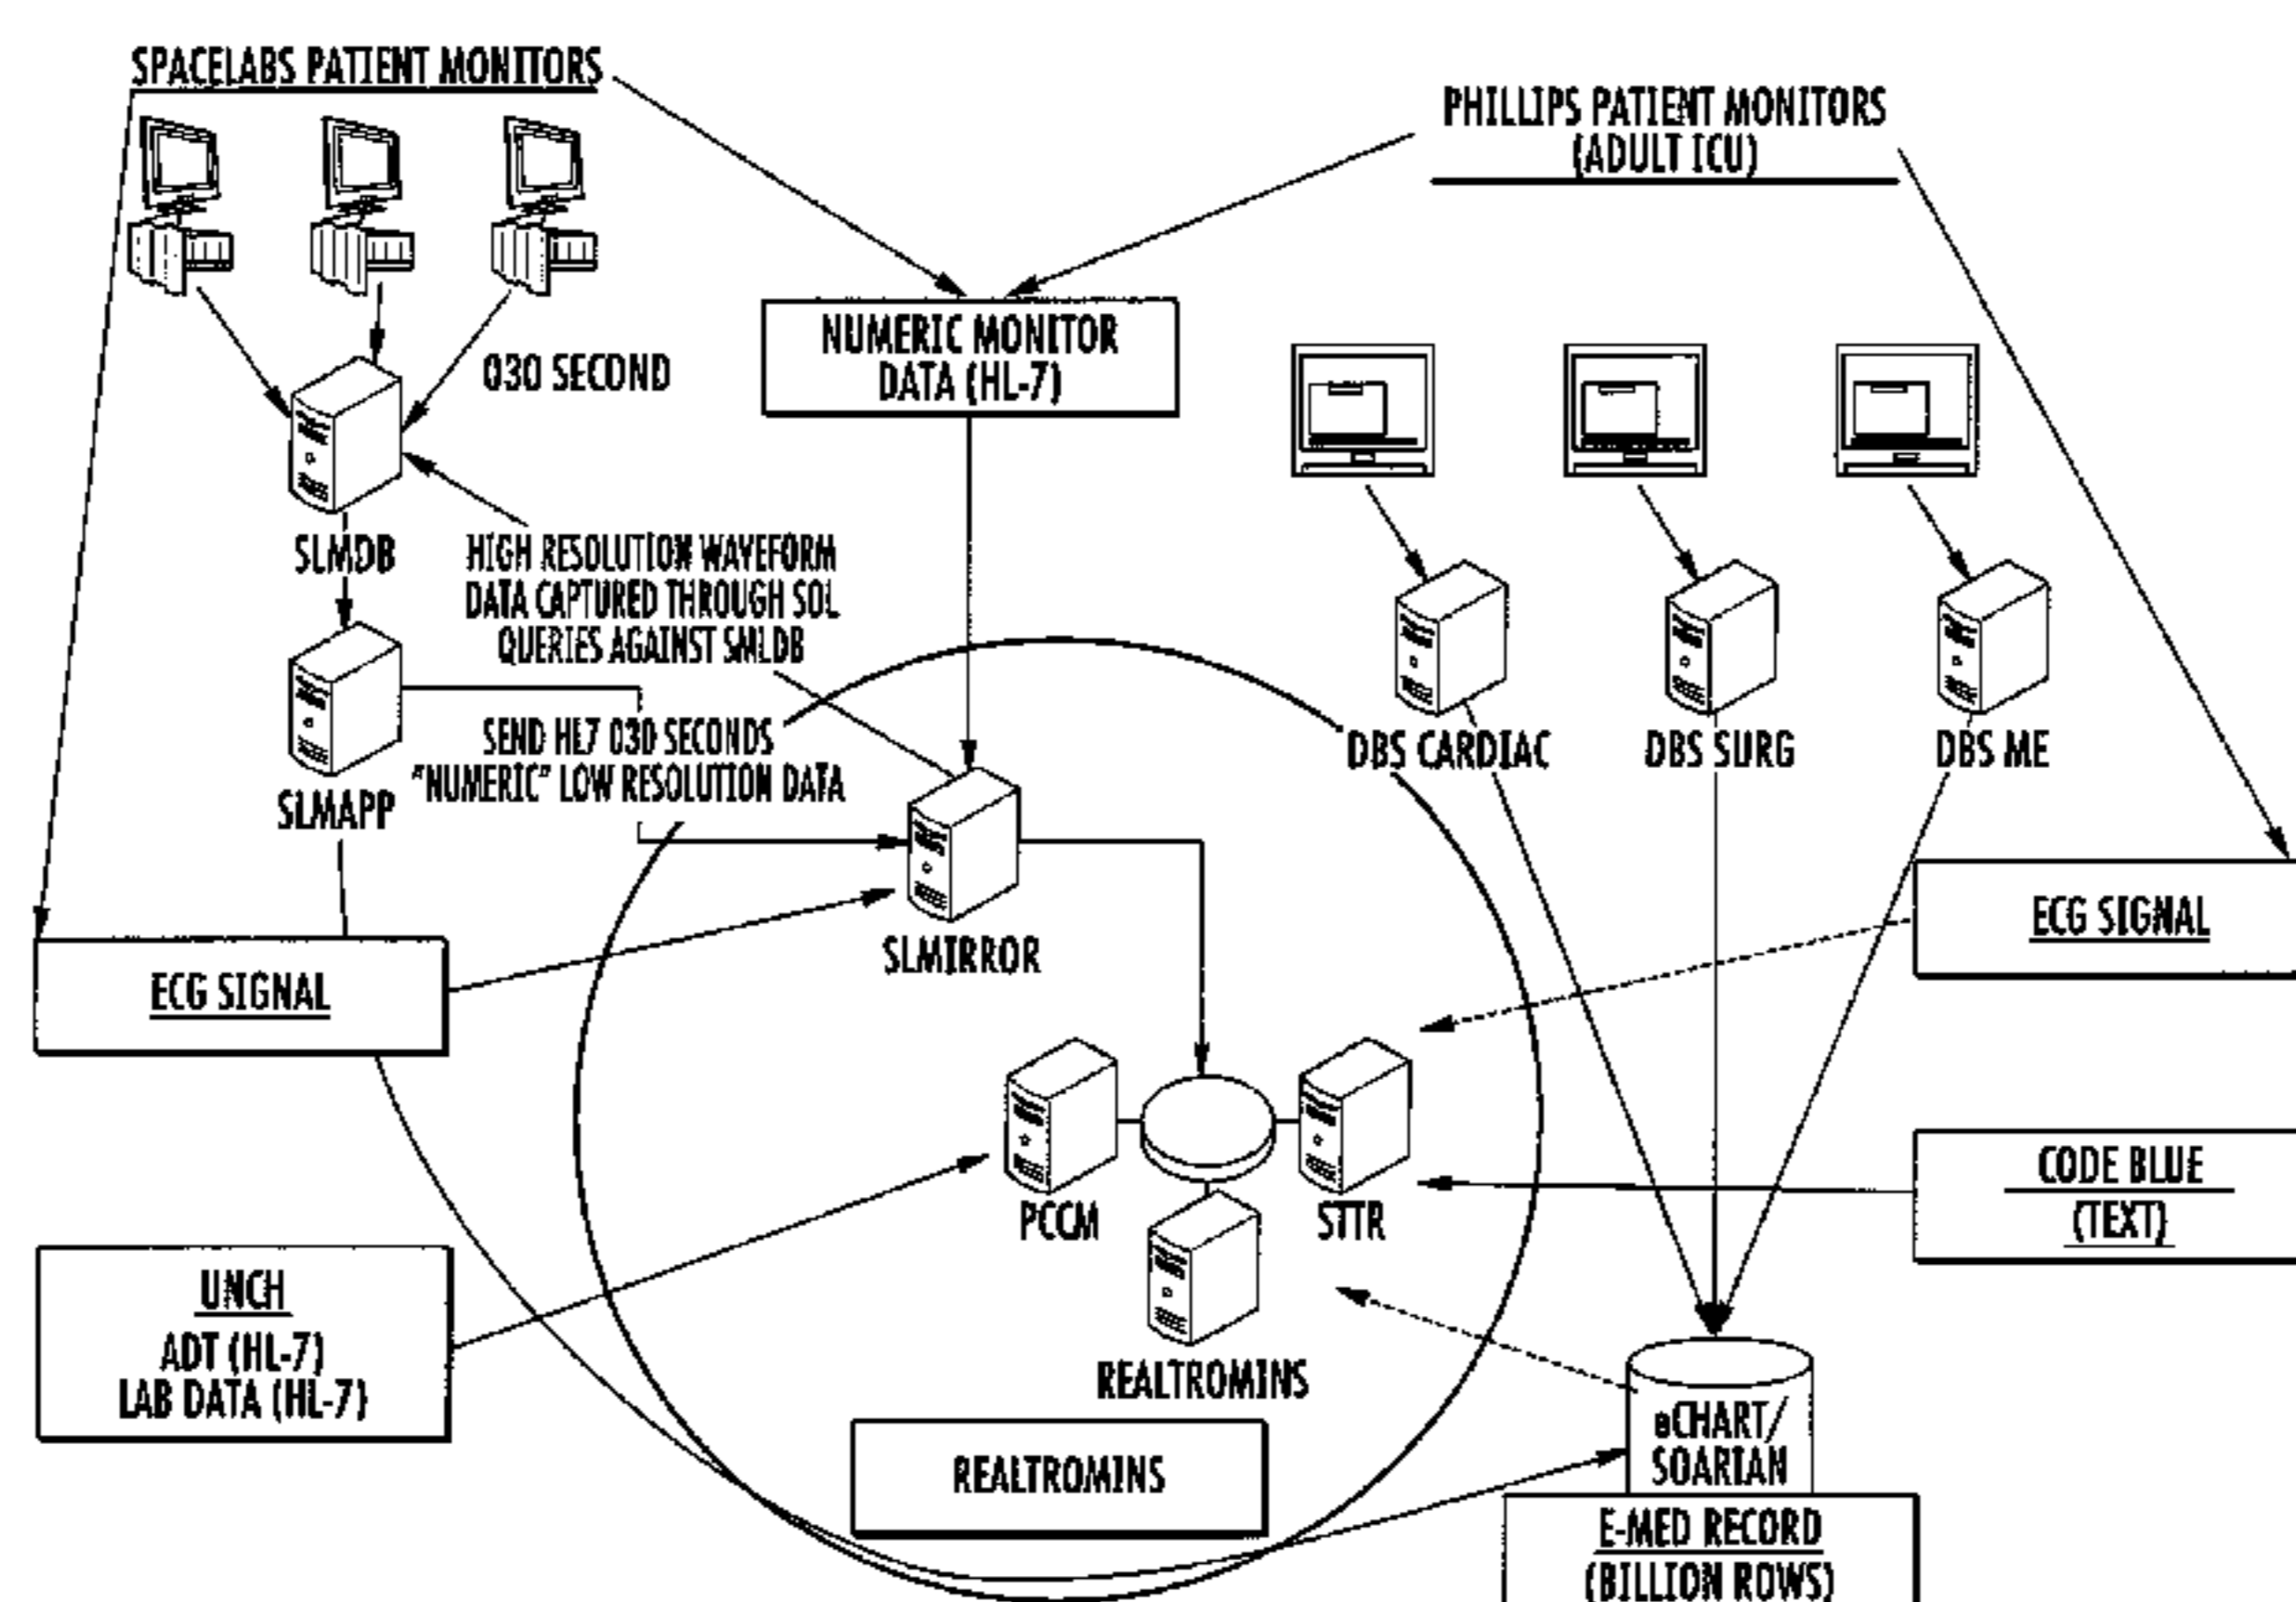 SPACELABS PATIENT MONITORS
PHILLIPS PATIENT MONITORS
(ADULT ICU)
NUMERIC MONITOR
DATA (HL-7)
030 SECOND
SLMDB
HIGH RESOLUTION WAVEFORM
DATA CAPTURED THROUGH SOL
QUERIES AGAINST SMLDB
SEND HL7 030 SECONDS
"NUMERIC" LOW RESOLUTION DATA
SLMAPP
DBS CARDIAC
DBS SURG
DBS ME
ECG SIGNAL
SLMIRROR
ECG SIGNAL
PCCM
STTR
CODE BLUE
(TEXT)
UNCH
ADT (HL-7)
LAB DATA (HL-7)
REALTROMINS
REALTROMINS
eCHART/
SOARIAN
E-MED RECORD
(BILLION ROWS)